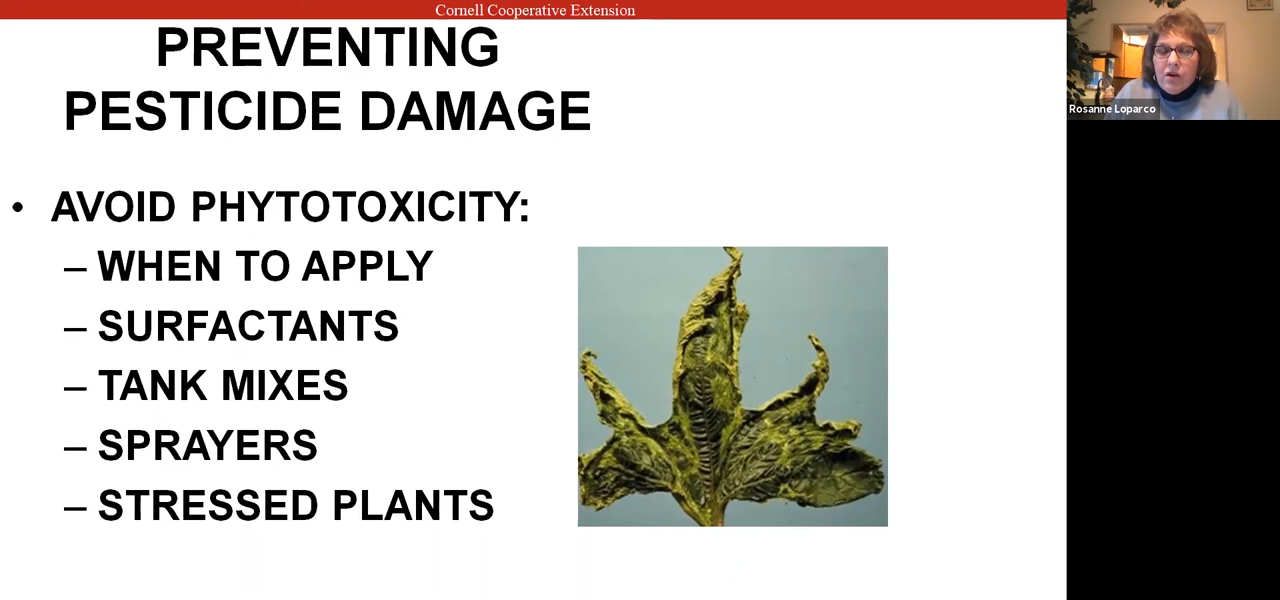 Cornell Cooperative Extension
PREVENTING
PESTICIDE DAMAGE
• AVOID PHYTOTOXICITY:
– WHEN TO APPLY
– SURFACTANTS
– TANK MIXES
– SPRAYERS
– STRESSED PLANTS
Rosanne Loparco